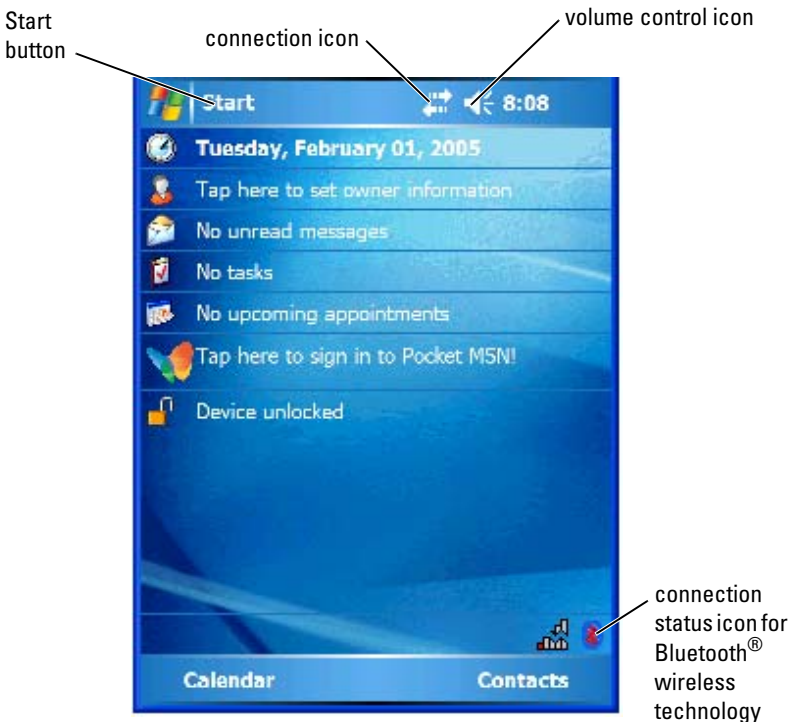 Start
button
connection icon
volume control icon
Start
8:08
Tuesday, February 01, 2005
Tap here to set owner information
No unread messages
No tasks
No upcoming appointments
Tap here to sign in to Pocket MSN!
Device unlocked
connection
status icon for
Bluetooth®
wireless
technology
Calendar
Contacts